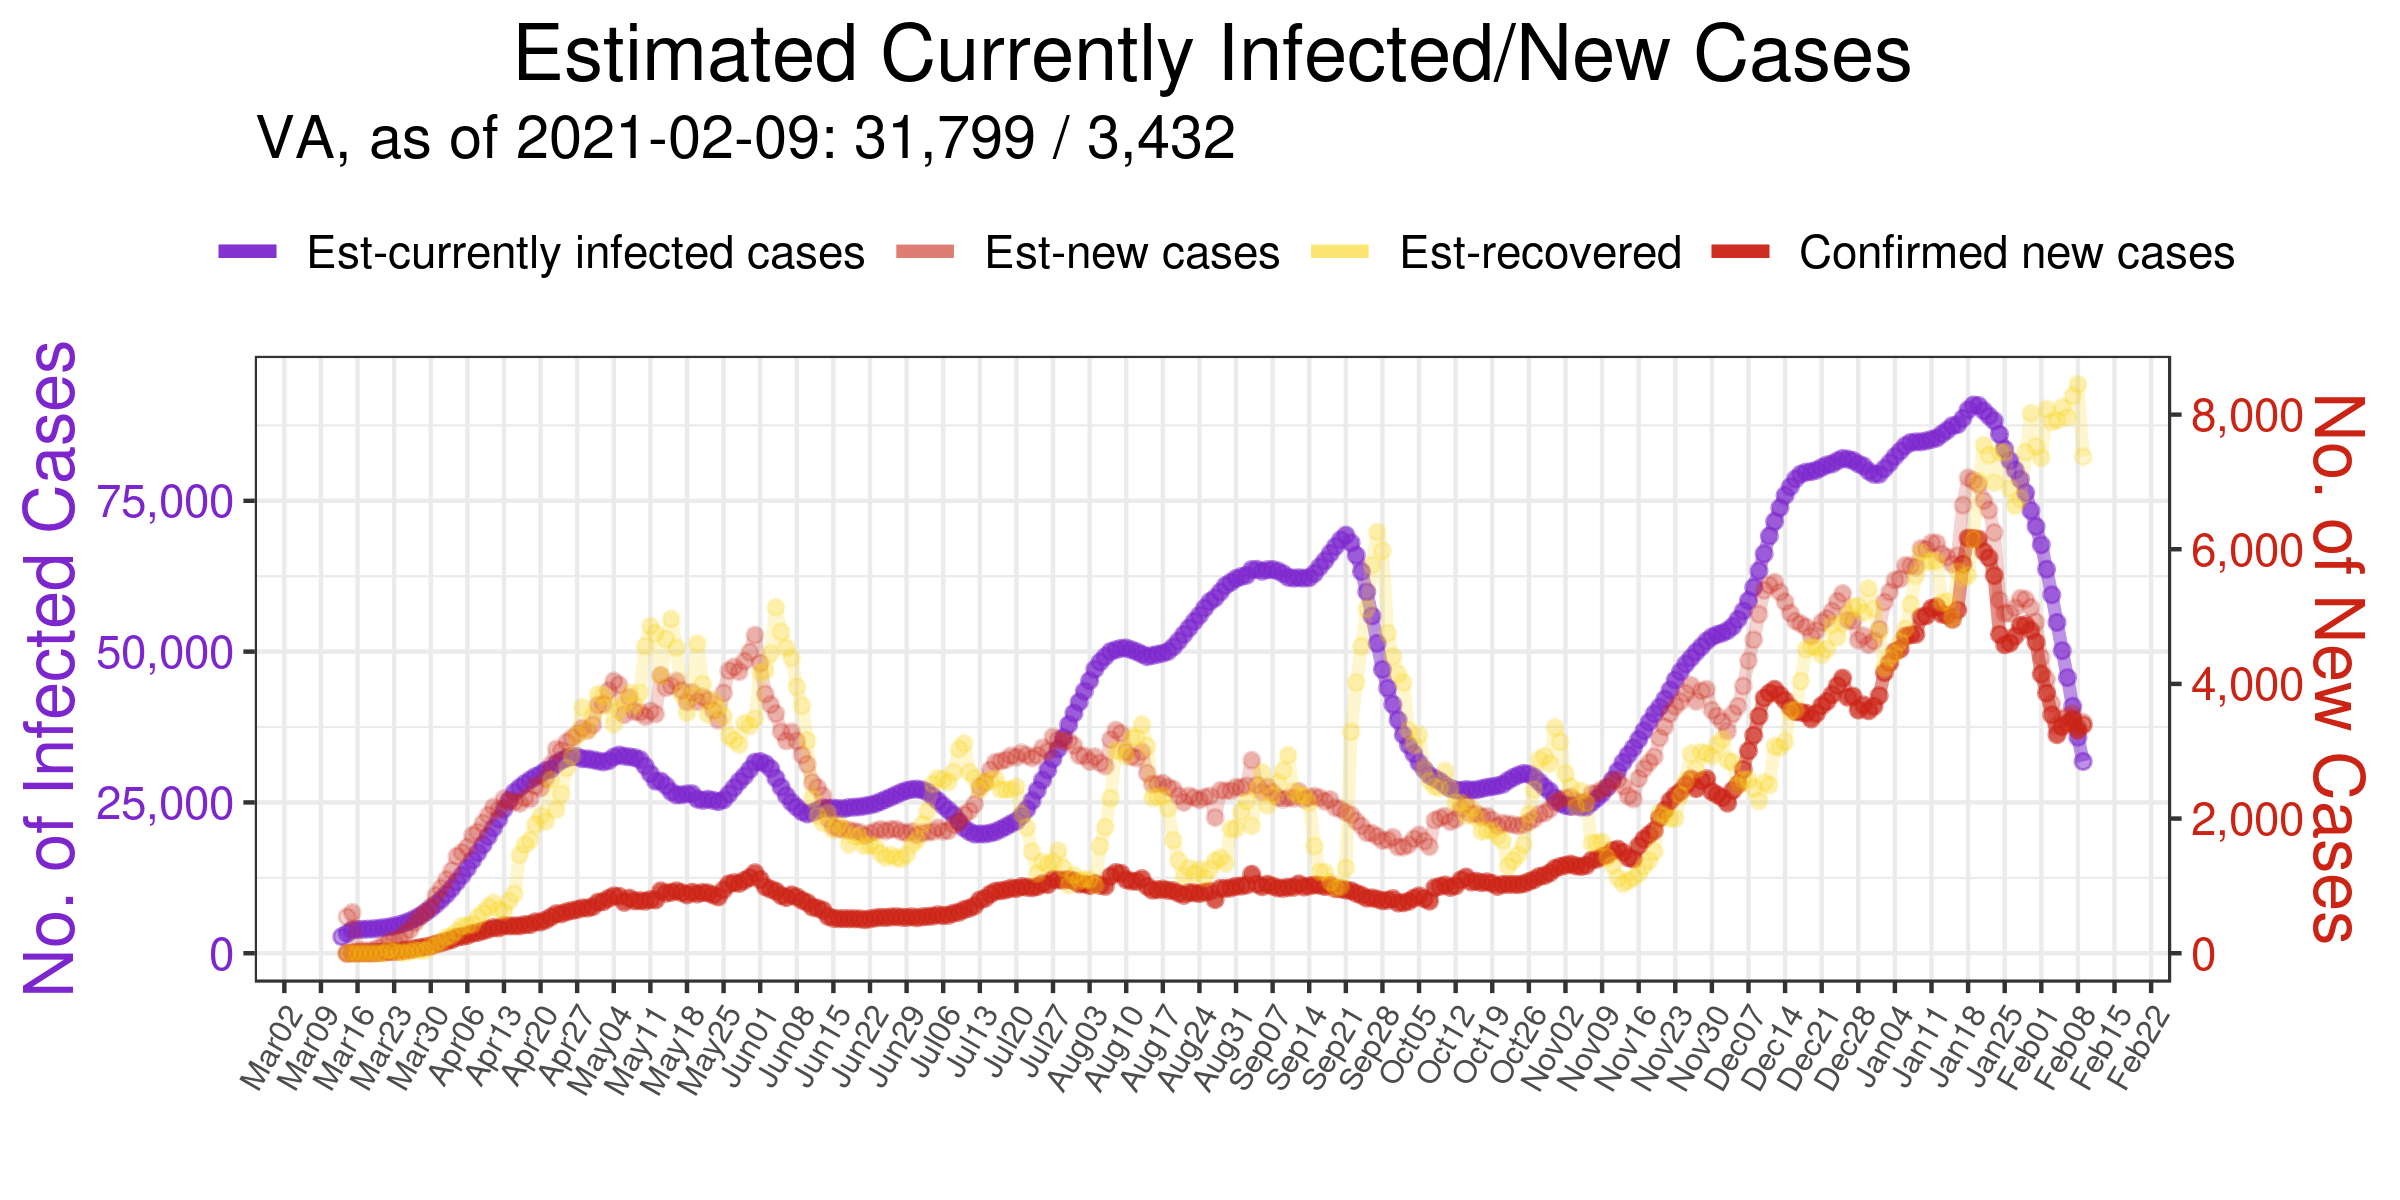 Estimated Currently Infected/New Cases
VA, as of 2021-02-09: 31,799 / 3,432
Est-currently infected cases Est-new cases Est-recovered Confirmed new cases
No. of Infected Cases
75,000
50,000
25,000
0
8,000
6,000
4,000
2,000
0
No. of New Cases
Mar02 Mar09 Mar16 Mar23 Mar30 Apr06 Apr13 Apr20 Apr27 May04 May11 May18 May25 Jun01 Jun08 Jun15 Jun22 Jun29 Jul06 Jul13 Jul20 Jul27 Aug03 Aug10 Aug17 Aug24 Aug31 Sep07 Sep14 Sep21 Sep28 Oct05 Oct12 Oct19 Oct26 Nov02 Nov09 Nov16 Nov23 Nov30 Dec07 Dec14 Dec21 Dec28 Jan04 Jan11 Jan18 Jan25 Feb01 Feb08 Feb15 Feb22